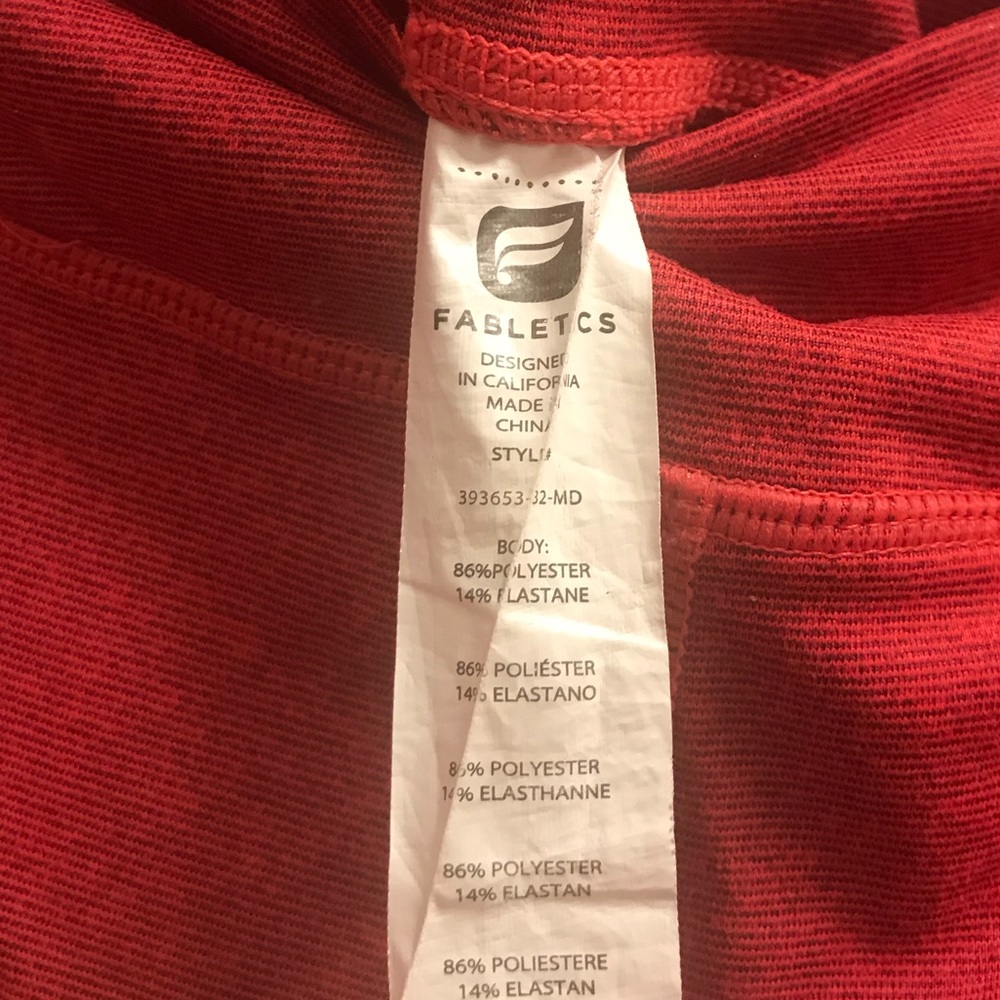 FABLETICS
DESIGNED
IN CALIFORNIA
MADE IN
CHINA
STYLE#
393653-32-MD
BODY:
86%POLYESTER
14% ELASTANE
86% POLIÉSTER
14% ELASTANO
86% POLYESTER
14% ELASTHANNE
86% POLYESTER
14% ELASTAN
86% POLIESTERE
14% ELASTAN